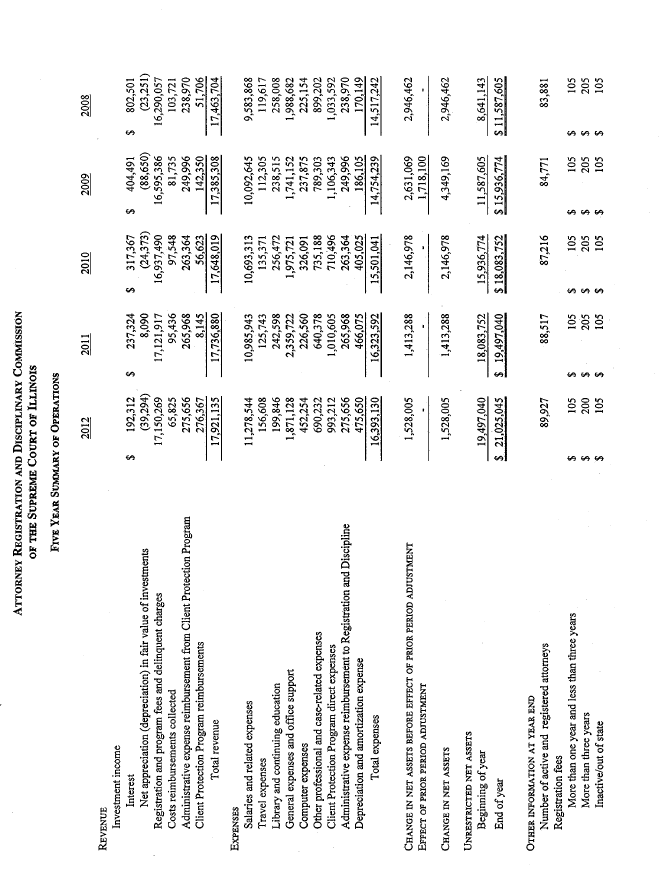 ATTORNEY REGISTRATION AND DISCIPLINARY COMMISSION
OF THE SUPREME COURT OF ILLINOIS
FIVE YEAR SUMMARY OF OPERATIONS
2012 2011 2010 2009 2008
REVENUE
Investment income
Interest $ 192,312 $ 237,324 $ 317,367 $ 404,491 $ 802,501
Net appreciation (depreciation) in fair value of investments (39,294) 8,090 (24,373) (88,650) (23,251)
Registration and program fees and delinquent charges 17,150,269 17,121,917 16,937,490 16,595,386 16,290,057
Costs reimbursements collected 65,825 95,436 97,548 81,735 103,721
Administrative expense reimbursement from Client Protection Program 275,656 265,968 263,364 249,996 238,970
Client Protection Program reimbursements 276,367 8,145 56,623 142,350 51,706
Total revenue 17,921,135 17,736,880 17,648,019 17,385,308 17,463,704
EXPENSES
Salaries and related expenses 11,278,544 10,985,943 10,693,313 10,092,645 9,583,868
Travel expenses 156,608 125,743 135,371 112,305 119,617
Library and continuing education 199,846 242,598 256,472 238,515 258,008
General expenses and office support 1,871,128 2,359,722 1,975,721 1,741,152 1,988,682
Computer expenses 452,254 226,560 326,091 237,875 225,154
Other professional and case-related expenses 690,232 640,378 735,188 789,303 899,202
Client Protection Program direct expenses 993,212 1,010,605 710,496 1,106,343 1,033,592
Administrative expense reimbursement to Registration and Discipline 275,656 265,968 263,364 249,996 238,970
Depreciation and amortization expense 475,650 466,075 405,025 186,105 170,149
Total expenses 16,393,130 16,323,592 15,501,041 14,754,239 14,517,242
CHANGE IN NET ASSETS BEFORE EFFECT OF PRIOR PERIOD ADJUSTMENT 1,528,005 1,413,288 2,146,978 2,631,069 2,946,462
EFFECT OF PRIOR PERIOD ADJUSTMENT - - - 1,718,100 -
CHANGE IN NET ASSETS 1,528,005 1,413,288 2,146,978 4,349,169 2,946,462
UNRESTRICTED NET ASSETS
Beginning of year 19,497,040 18,083,752 15,936,774 11,587,605 8,641,143
End of year $ 21,025,045 $ 19,497,040 $ 18,083,752 $ 15,936,774 $ 11,587,605
OTHER INFORMATION AT YEAR END
Number of active and registered attorneys 89,927 88,517 87,216 84,771 83,881
Registration fees
More than one year and less than three years $ 105 $ 105 $ 105 $ 105 $ 105
More than three years $ 200 $ 205 $ 205 $ 205 $ 205
Inactive/out of state $ 105 $ 105 $ 105 $ 105 $ 105